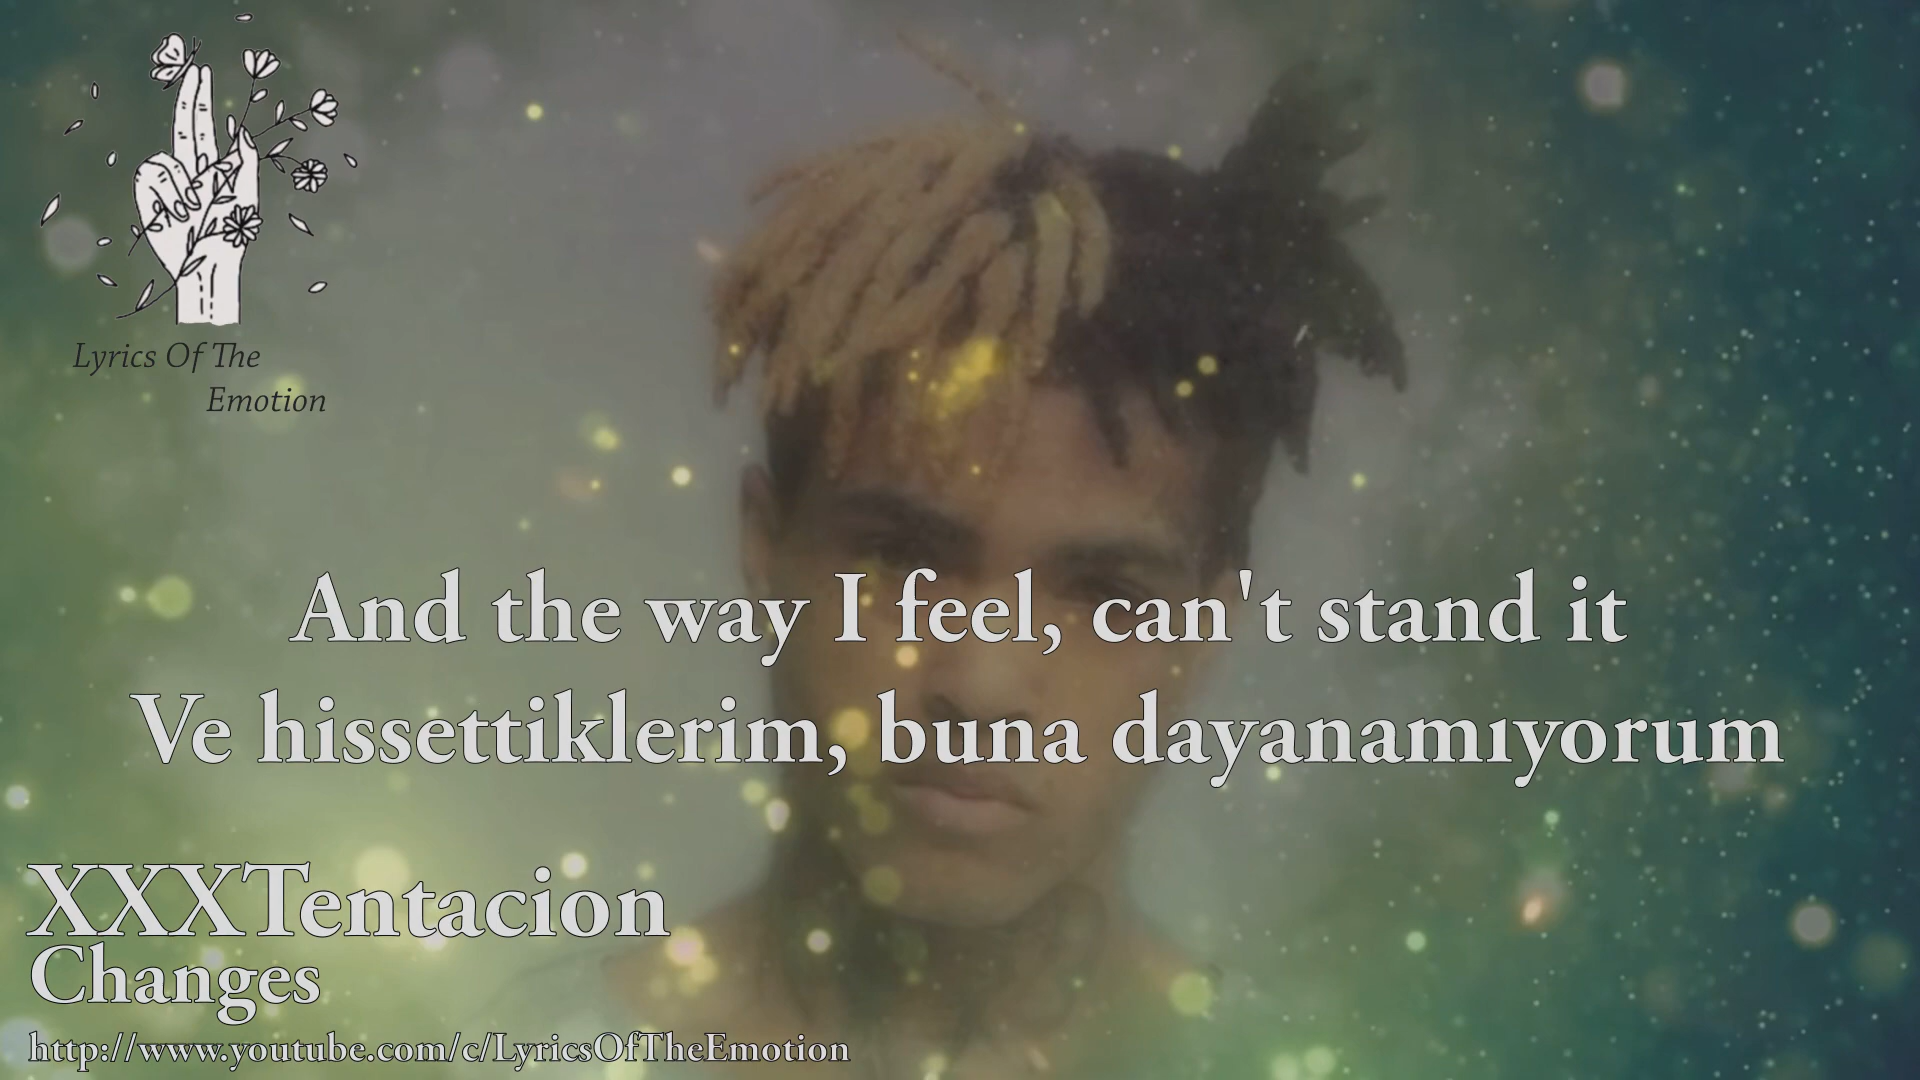 Lyrics Of The
Emotion
And the way I feel, can't stand it
Ve hissettiklerim, buna dayanamıyorum
XXXTentacion
Changes
http://www.youtube.com/c/LyricsOfTheEmotion